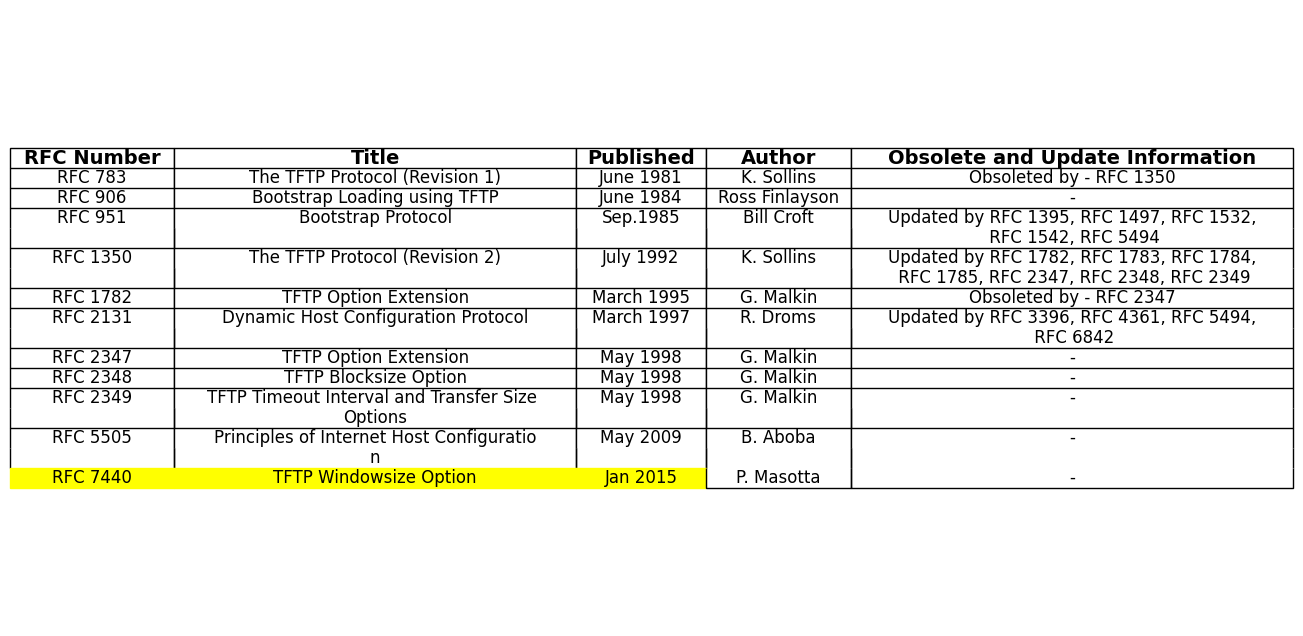 RFC Number Title Published Author Obsolete and Update Information
RFC 783 The TFTP Protocol (Revision 1) June 1981 K. Sollins Obsoleted by - RFC 1350
RFC 906 Bootstrap Loading using TFTP June 1984 Ross Finlayson -
RFC 951 Bootstrap Protocol Sep.1985 Bill Croft Updated by RFC 1395, RFC 1497, RFC 1532,
RFC 1542, RFC 5494
RFC 1350 The TFTP Protocol (Revision 2) July 1992 K. Sollins Updated by RFC 1782, RFC 1783, RFC 1784,
RFC 1785, RFC 2347, RFC 2348, RFC 2349
RFC 1782 TFTP Option Extension March 1995 G. Malkin Obsoleted by - RFC 2347
RFC 2131 Dynamic Host Configuration Protocol March 1997 R. Droms Updated by RFC 3396, RFC 4361, RFC 5494,
RFC 6842
RFC 2347 TFTP Option Extension May 1998 G. Malkin -
RFC 2348 TFTP Blocksize Option May 1998 G. Malkin -
RFC 2349 TFTP Timeout Interval and Transfer Size May 1998 G. Malkin -
Options
RFC 5505 Principles of Internet Host Configuratio May 2009 B. Aboba -
n
RFC 7440 TFTP Windowsize Option Jan 2015 P. Masotta -